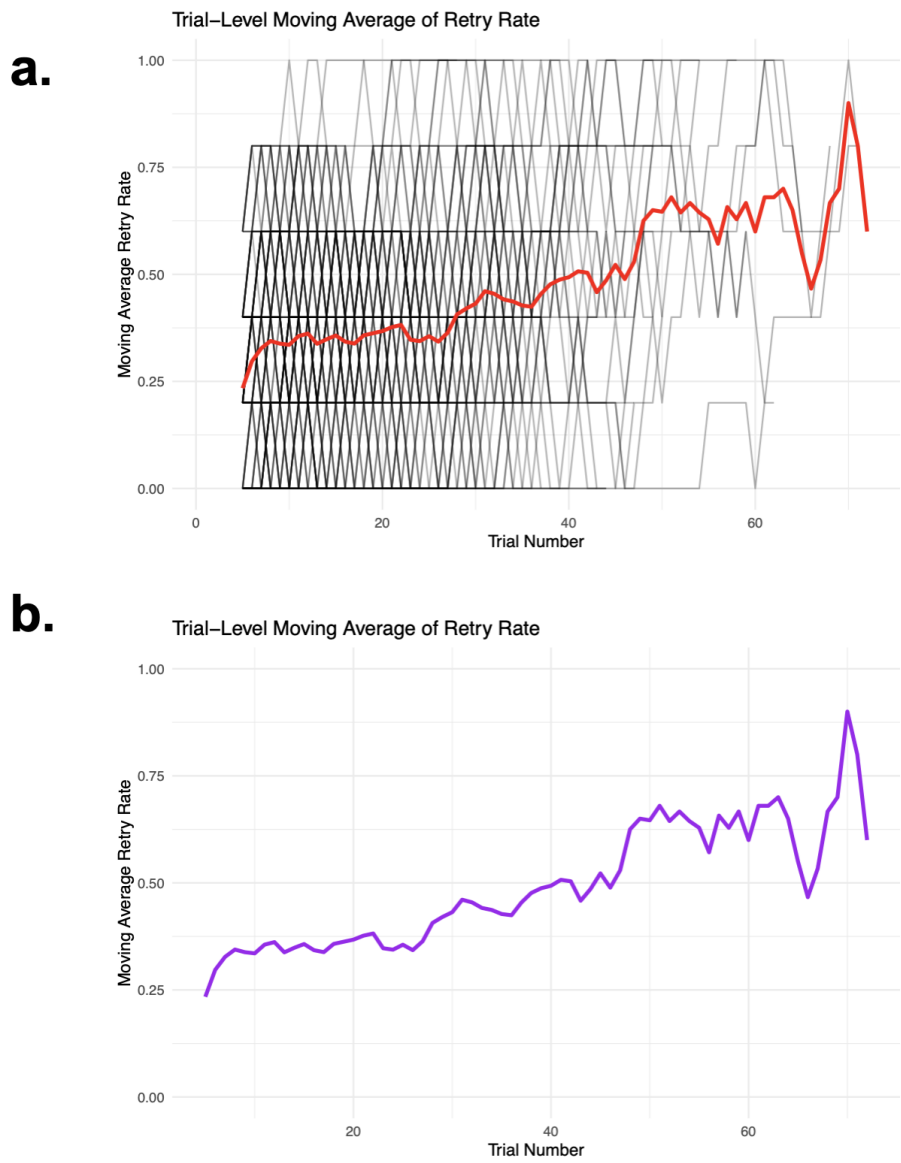 a.
Trial−Level Moving Average of Retry Rate
Moving Average Retry Rate
1.00
0.75
0.50
0.25
0.00
0 20 40 60
Trial Number
b.
Trial−Level Moving Average of Retry Rate
Moving Average Retry Rate
1.00
0.75
0.50
0.25
0.00
20 40 60
Trial Number